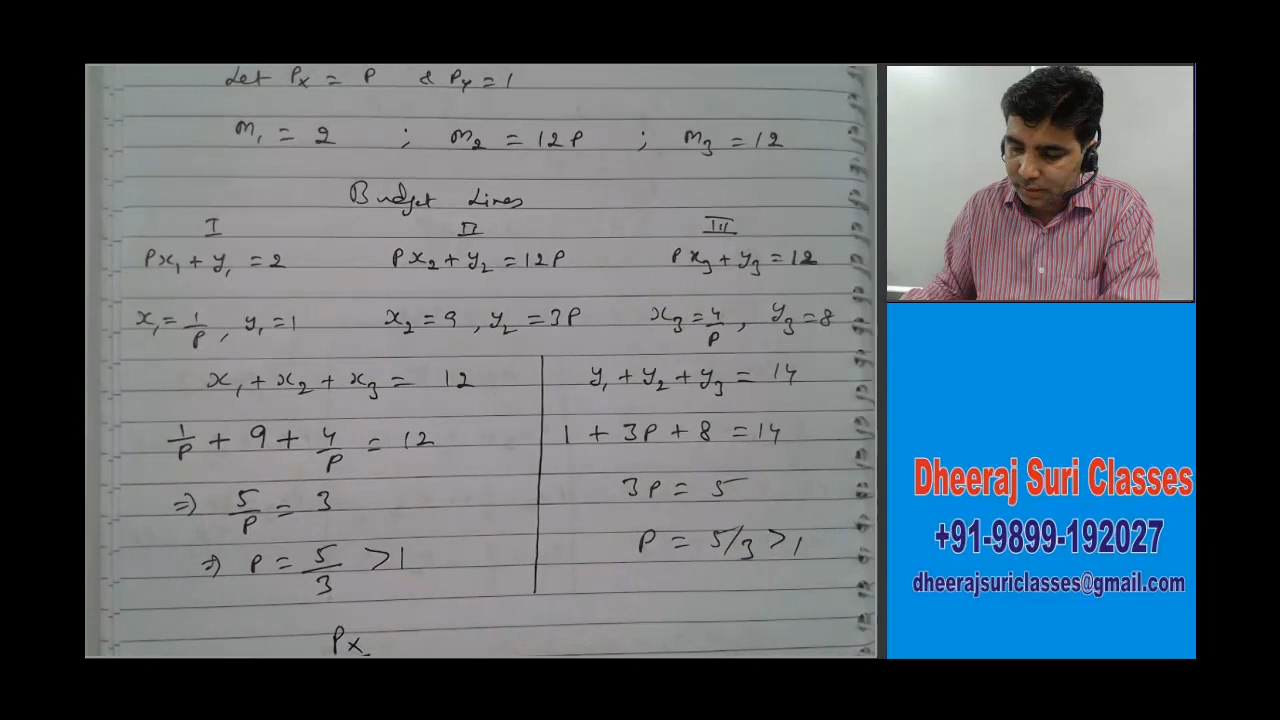 Let Px = P & Py = 1
m₁ = 2 ; m₂ = 12P ; m₃ = 12
Budget Lines
I II III
Px₁ + y₁ = 2 Px₂ + y₂ = 12P Px₃ + y₃ = 12
x₁ = 1/P , y₁ = 1 x₂ = 9 , y₂ = 3P x₃ = 4/P , y₃ = 8
x₁ + x₂ + x₃ = 12
1/P + 9 + 4/P = 12
⇒ 5/P = 3
⇒ P = 5/3 > 1
y₁ + y₂ + y₃ = 14
1 + 3P + 8 = 14
3P = 5
P = 5/3 > 1
Px
Dheeraj Suri Classes
+91-9899-192027
dheerajsuriclasses@gmail.com